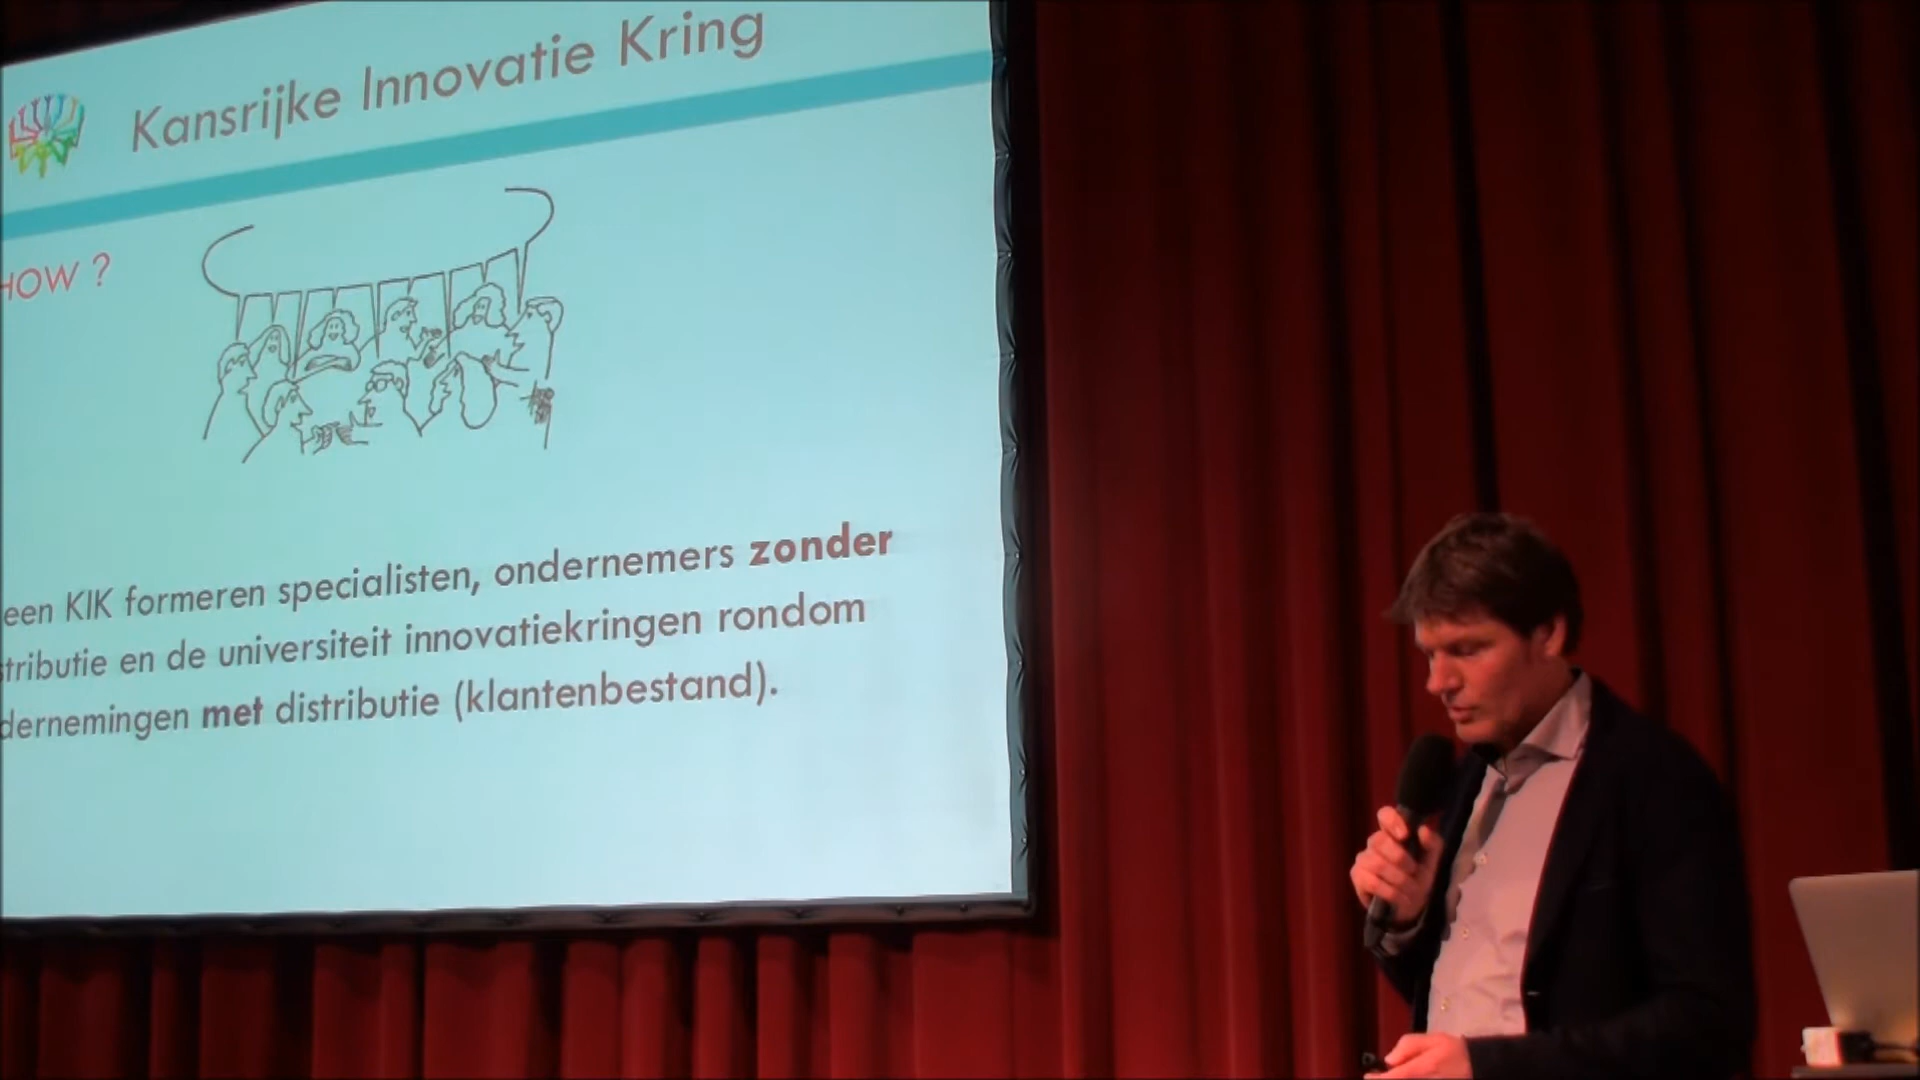 Kansrijke Innovatie Kring
HOW ?
een KIK formeren specialisten, ondernemers zonder
tributie en de universiteit innovatiekringen rondom
dernemingen met distributie (klantenbestand).